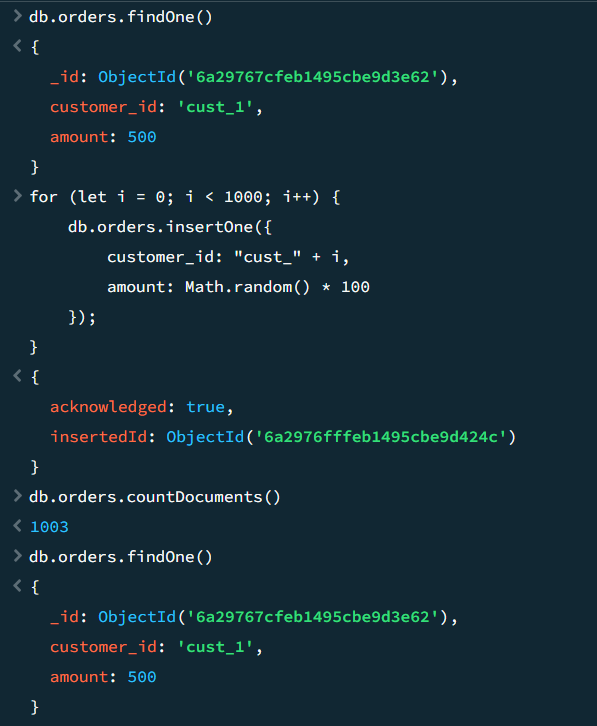 > db.orders.findOne()
< {
_id: ObjectId('6a29767cfeb1495cbe9d3e62'),
customer_id: 'cust_1',
amount: 500
}
> for (let i = 0; i < 1000; i++) {
db.orders.insertOne({
customer_id: "cust_" + i,
amount: Math.random() * 100
});
}
< {
acknowledged: true,
insertedId: ObjectId('6a2976fffeb1495cbe9d424c')
}
> db.orders.countDocuments()
< 1003
> db.orders.findOne()
< {
_id: ObjectId('6a29767cfeb1495cbe9d3e62'),
customer_id: 'cust_1',
amount: 500
}